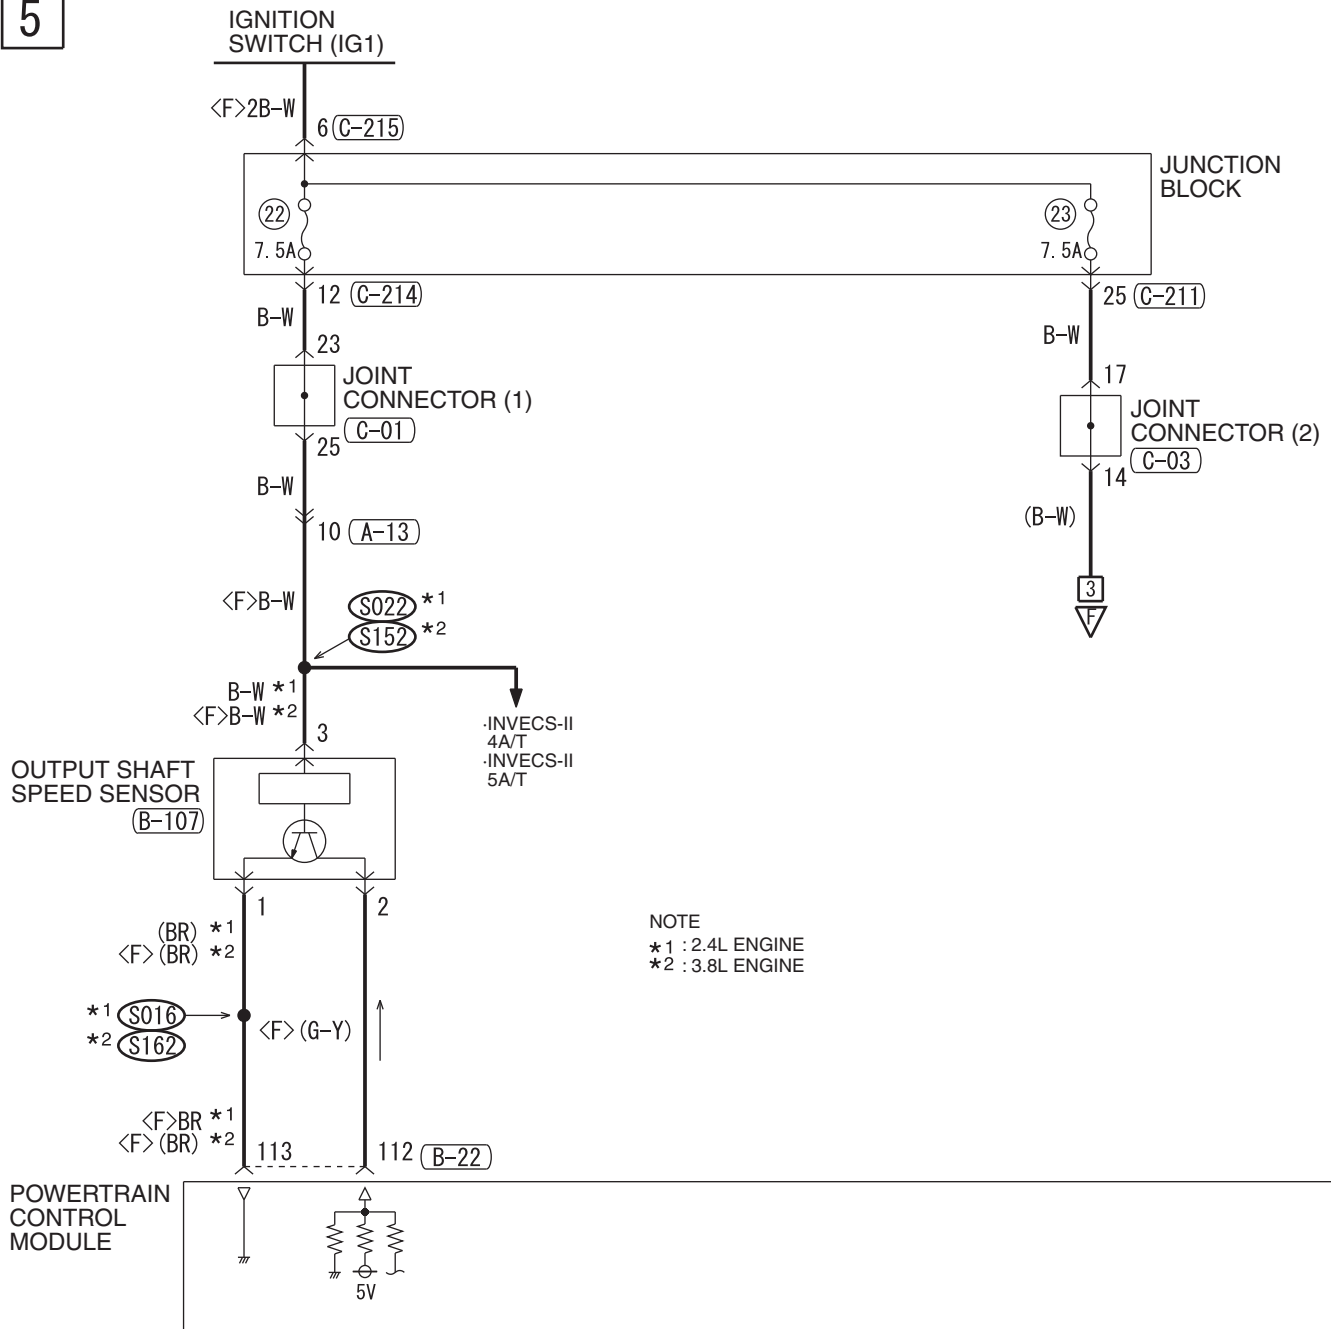 5
IGNITION
SWITCH (IG1)
<F>2B-W
6 C-215
JUNCTION
BLOCK
22
7.5A
23
7.5A
12 C-214
25 C-211
B-W
B-W
23
17
JOINT
CONNECTOR (1)
C-01
JOINT
CONNECTOR (2)
C-03
25
14
B-W
(B-W)
10 A-13
3
F
<F>B-W
S022 *1
S152 *2
B-W *1
<F>B-W *2
3
·INVECS-II
4A/T
·INVECS-II
5A/T
OUTPUT SHAFT
SPEED SENSOR
B-107
1
2
(BR) *1
<F>(BR) *2
NOTE
*1 : 2.4L ENGINE
*2 : 3.8L ENGINE
*1 S016
*2 S162
<F>(G-Y)
<F>BR *1
<F>(BR) *2
113
112 B-22
POWERTRAIN
CONTROL
MODULE
5V